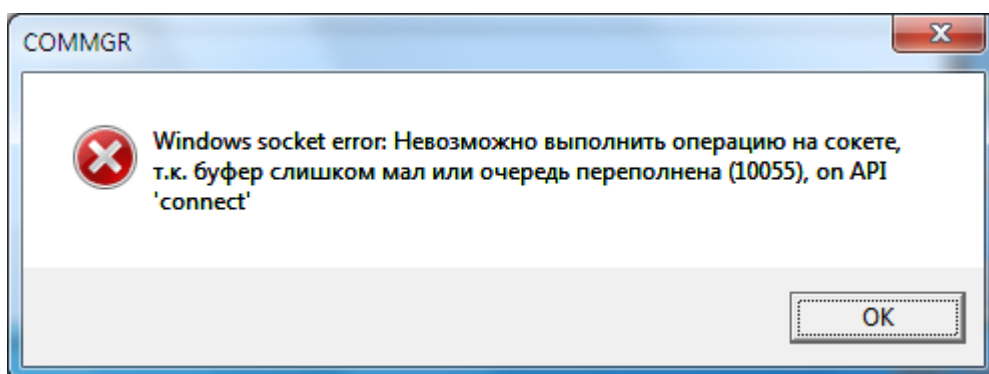 COMMGR
Windows socket error: Невозможно выполнить операцию на сокете,
т.к. буфер слишком мал или очередь переполнена (10055), on API
'connect'
OK